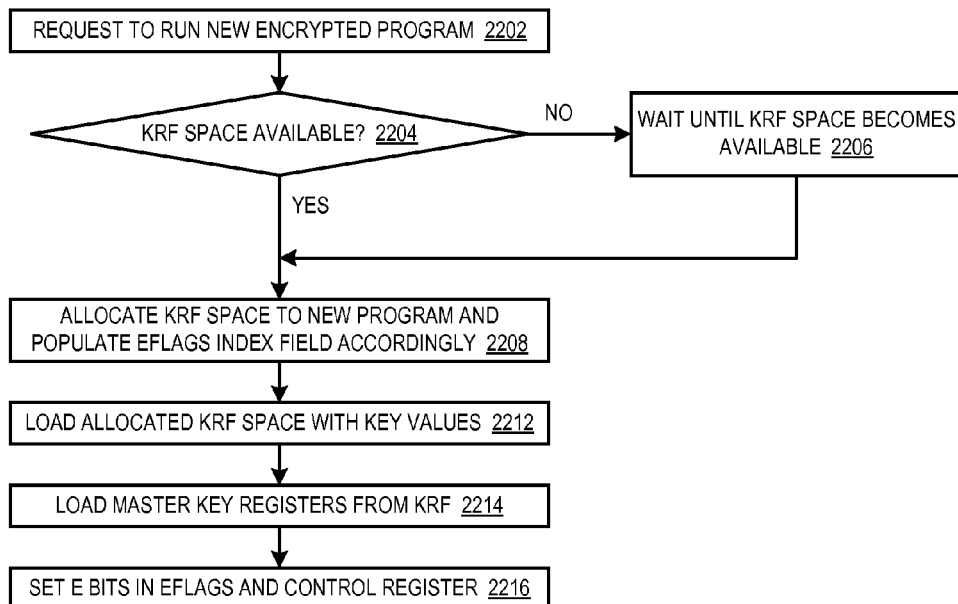 REQUEST TO RUN NEW ENCRYPTED PROGRAM 2202
KRF SPACE AVAILABLE? 2204
NO
WAIT UNTIL KRF SPACE BECOMES
AVAILABLE 2206
YES
ALLOCATE KRF SPACE TO NEW PROGRAM AND
POPULATE EFLAGS INDEX FIELD ACCORDINGLY 2208
LOAD ALLOCATED KRF SPACE WITH KEY VALUES 2212
LOAD MASTER KEY REGISTERS FROM KRF 2214
SET E BITS IN EFLAGS AND CONTROL REGISTER 2216